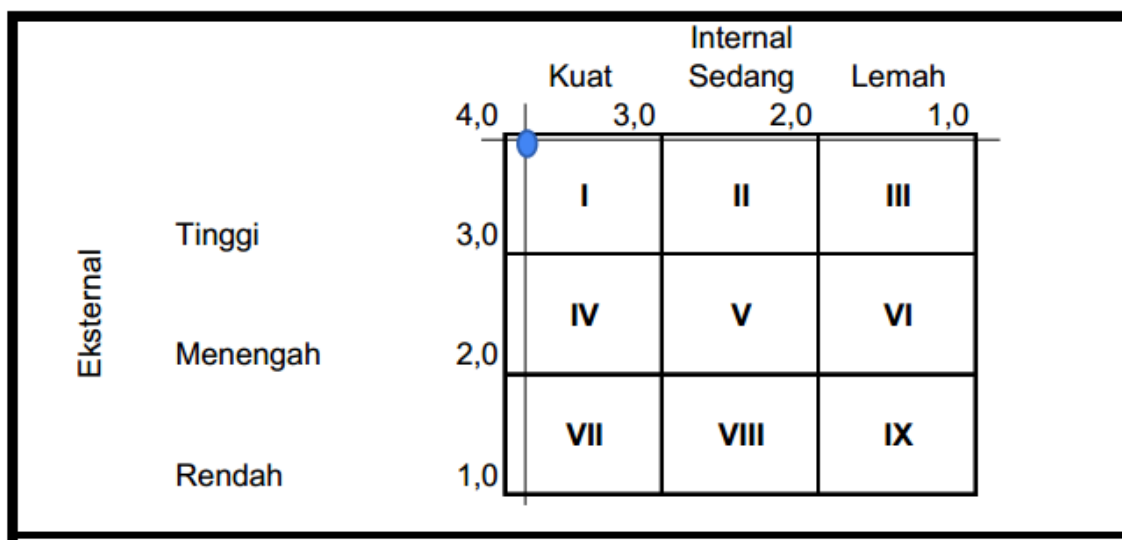 Internal
Kuat Sedang Lemah
4,0 3,0 2,0 1,0
I II III
Tinggi 3,0
Eksternal
IV V VI
Menengah 2,0
VII VIII IX
Rendah 1,0